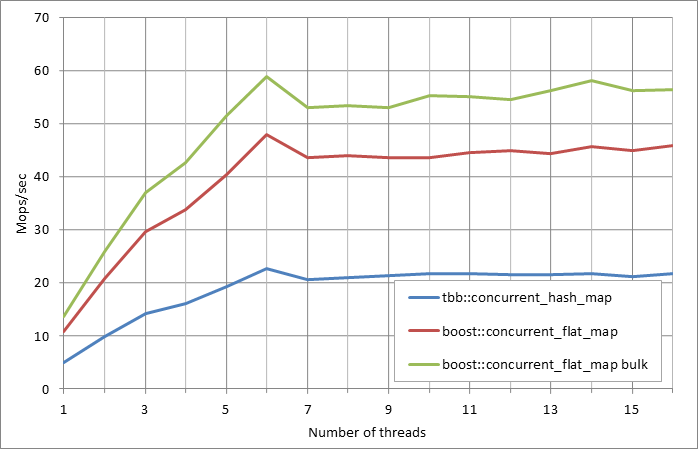 70
60
50
40
30
20
10
0
Mops/sec
tbb::concurrent_hash_map
boost::concurrent_flat_map
boost::concurrent_flat_map bulk
1 3 5 7 9 11 13 15
Number of threads